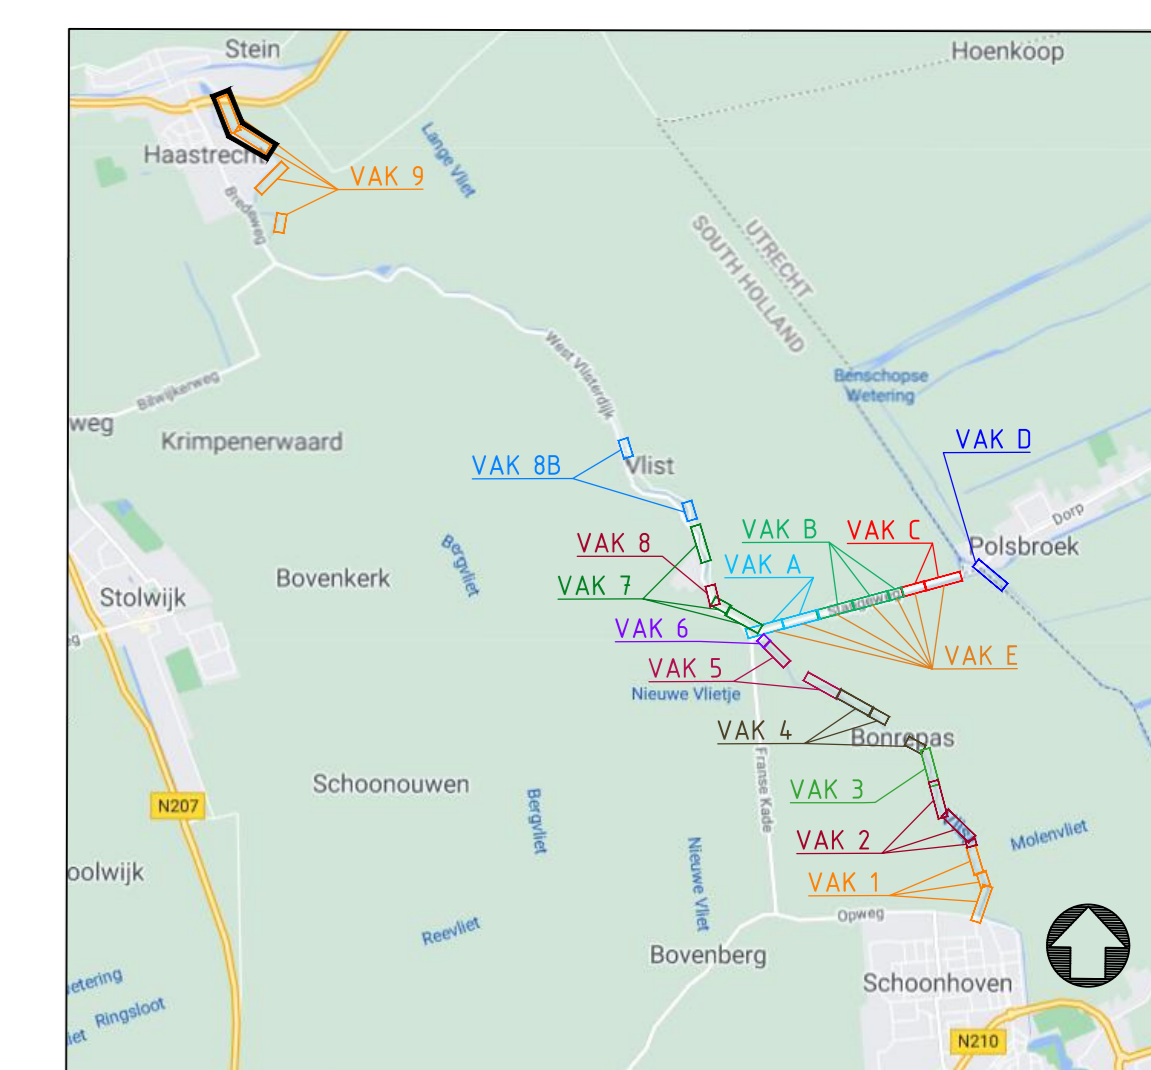 Stein
Hoenkoop
Haastrecht
Lange Vliet
VAK 9
Bredeweg
UTRECHT
SOUTH HOLLAND
West Vlisterdijk
Benschopse
Wetering
Bilwijkerweg
weg
Krimpenerwaard
VAK D
VAK 8B
Vlist
Dorp
VAK B
VAK C
VAK 8
Polsbroek
Bergvliet
VAK A
Bovenkerk
VAK 7
Stolwijk
Slangeweg
VAK 6
VAK E
VAK 5
Nieuwe Vlietje
VAK 4
Bonrepas
Franse Kade
Schoonouwen
VAK 3
N207
Bergvliet
Vlist
Molenvliet
VAK 2
Nieuwe Vliet
oolwijk
VAK 1
Opweg
Reevliet
Bovenberg
etering
Schoonhoven
Ringsloot
iet
N210